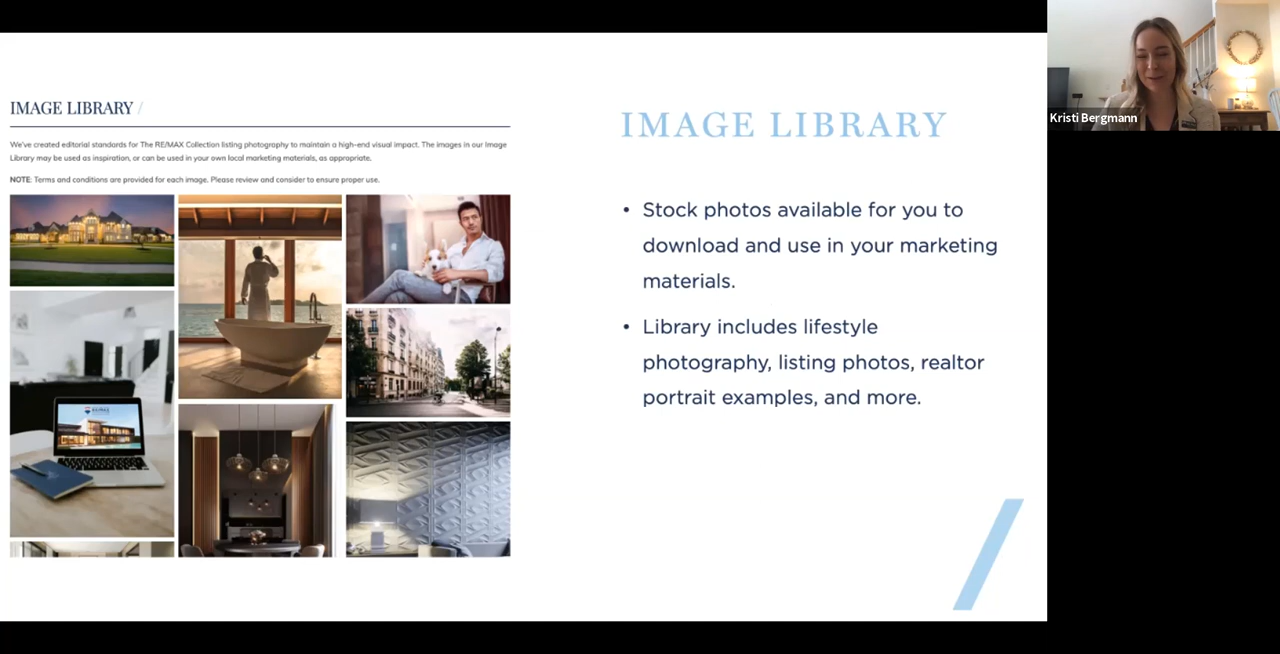 IMAGE LIBRARY /
We've created editorial standards for The RE/MAX Collection listing photography to maintain a high-end visual impact. The images in our Image
Library may be used as inspiration, or can be used in your own local marketing materials, as appropriate.
NOTE: Terms and conditions are provided for each image. Please review and consider to ensure proper use.
IMAGE LIBRARY
• Stock photos available for you to
download and use in your marketing
materials.
• Library includes lifestyle
photography, listing photos, realtor
portrait examples, and more.
Kristi Bergmann